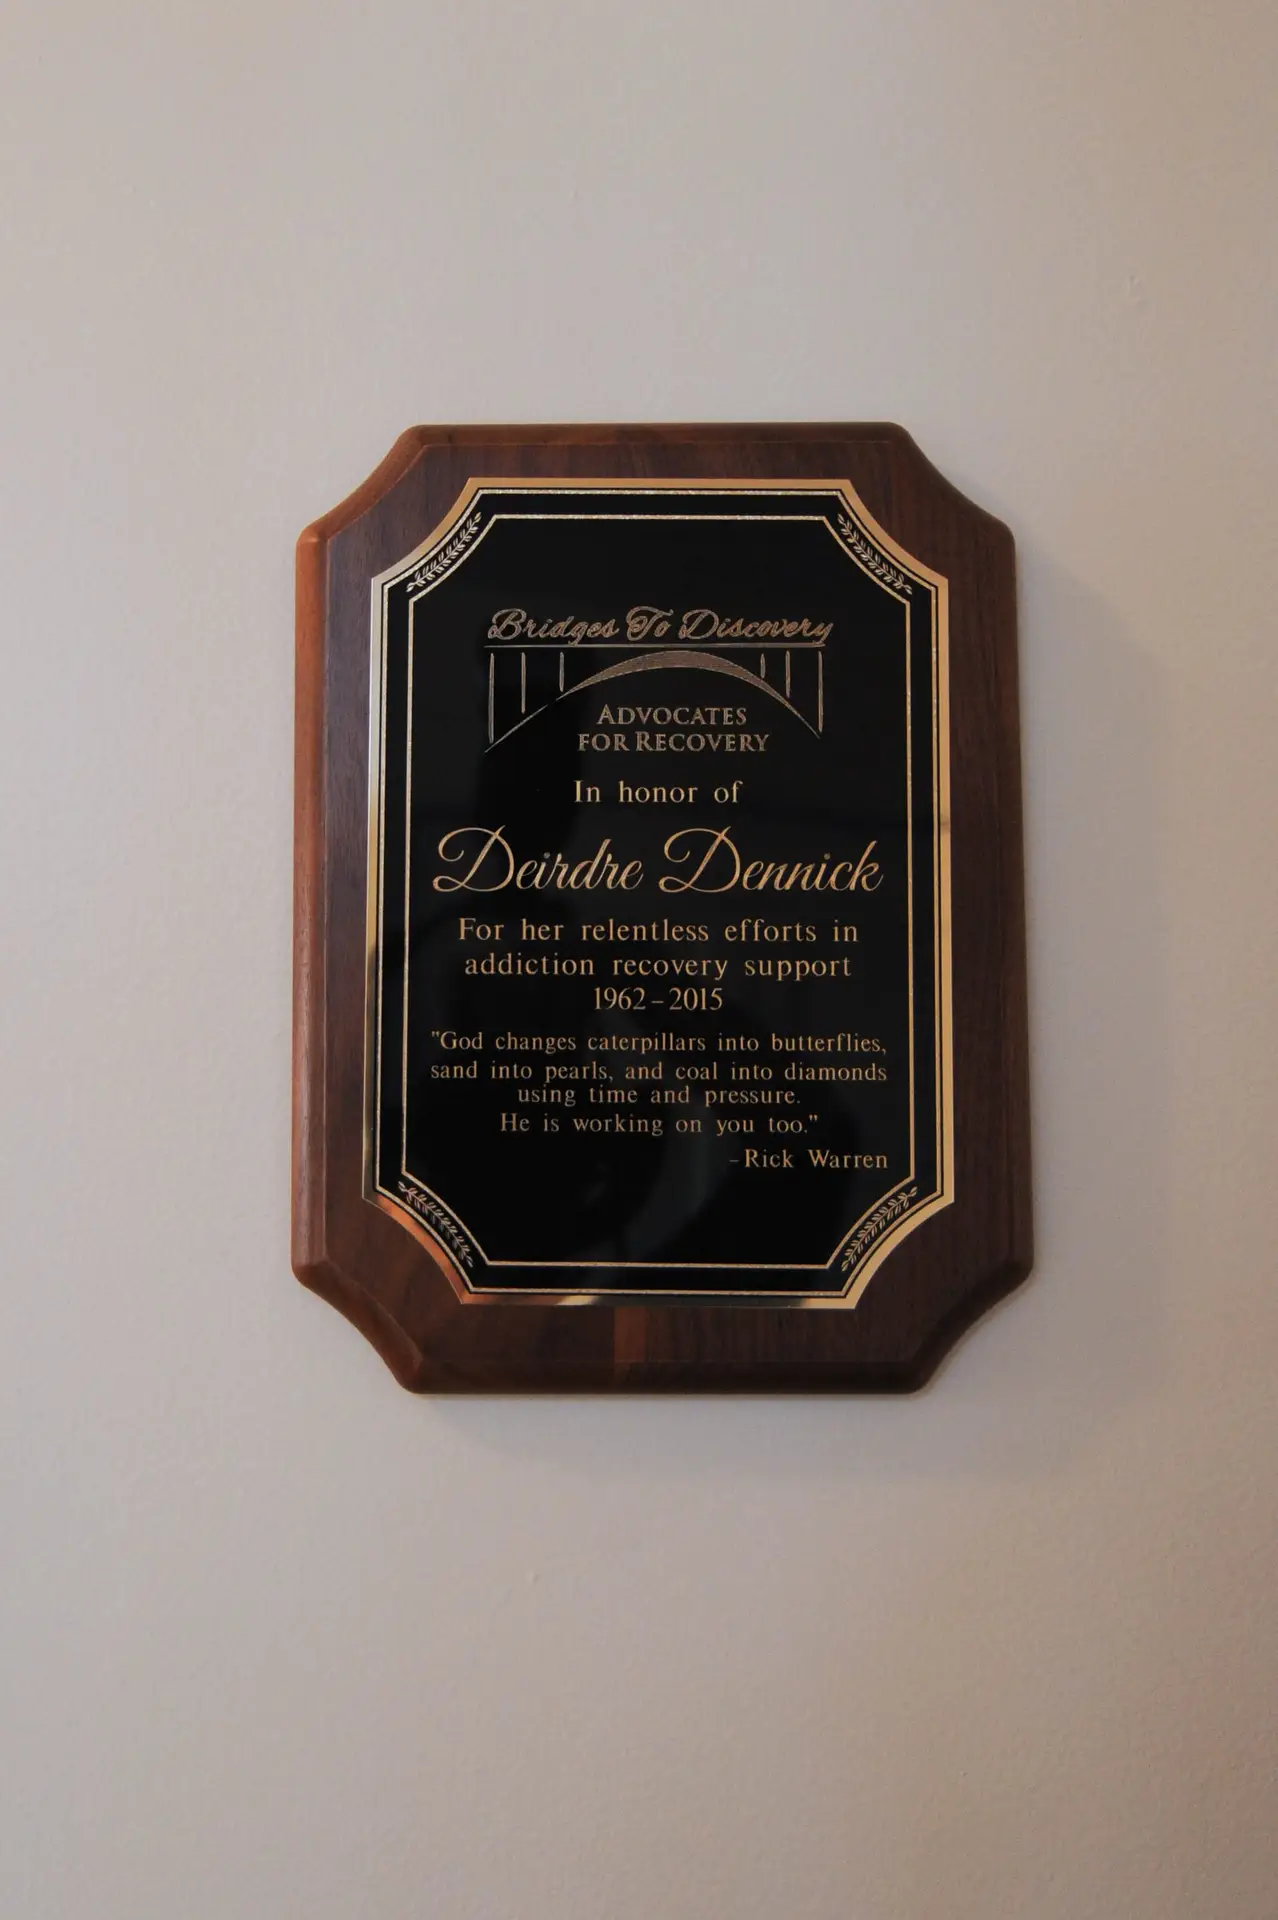 Bridges To Discovery
ADVOCATES
FOR RECOVERY
In honor of
Deirdre Dennick
For her relentless efforts in
addiction recovery support
1962-2015
"God changes caterpillars into butterflies,
sand into pearls, and coal into diamonds
using time and pressure.
He is working on you too."
-Rick Warren